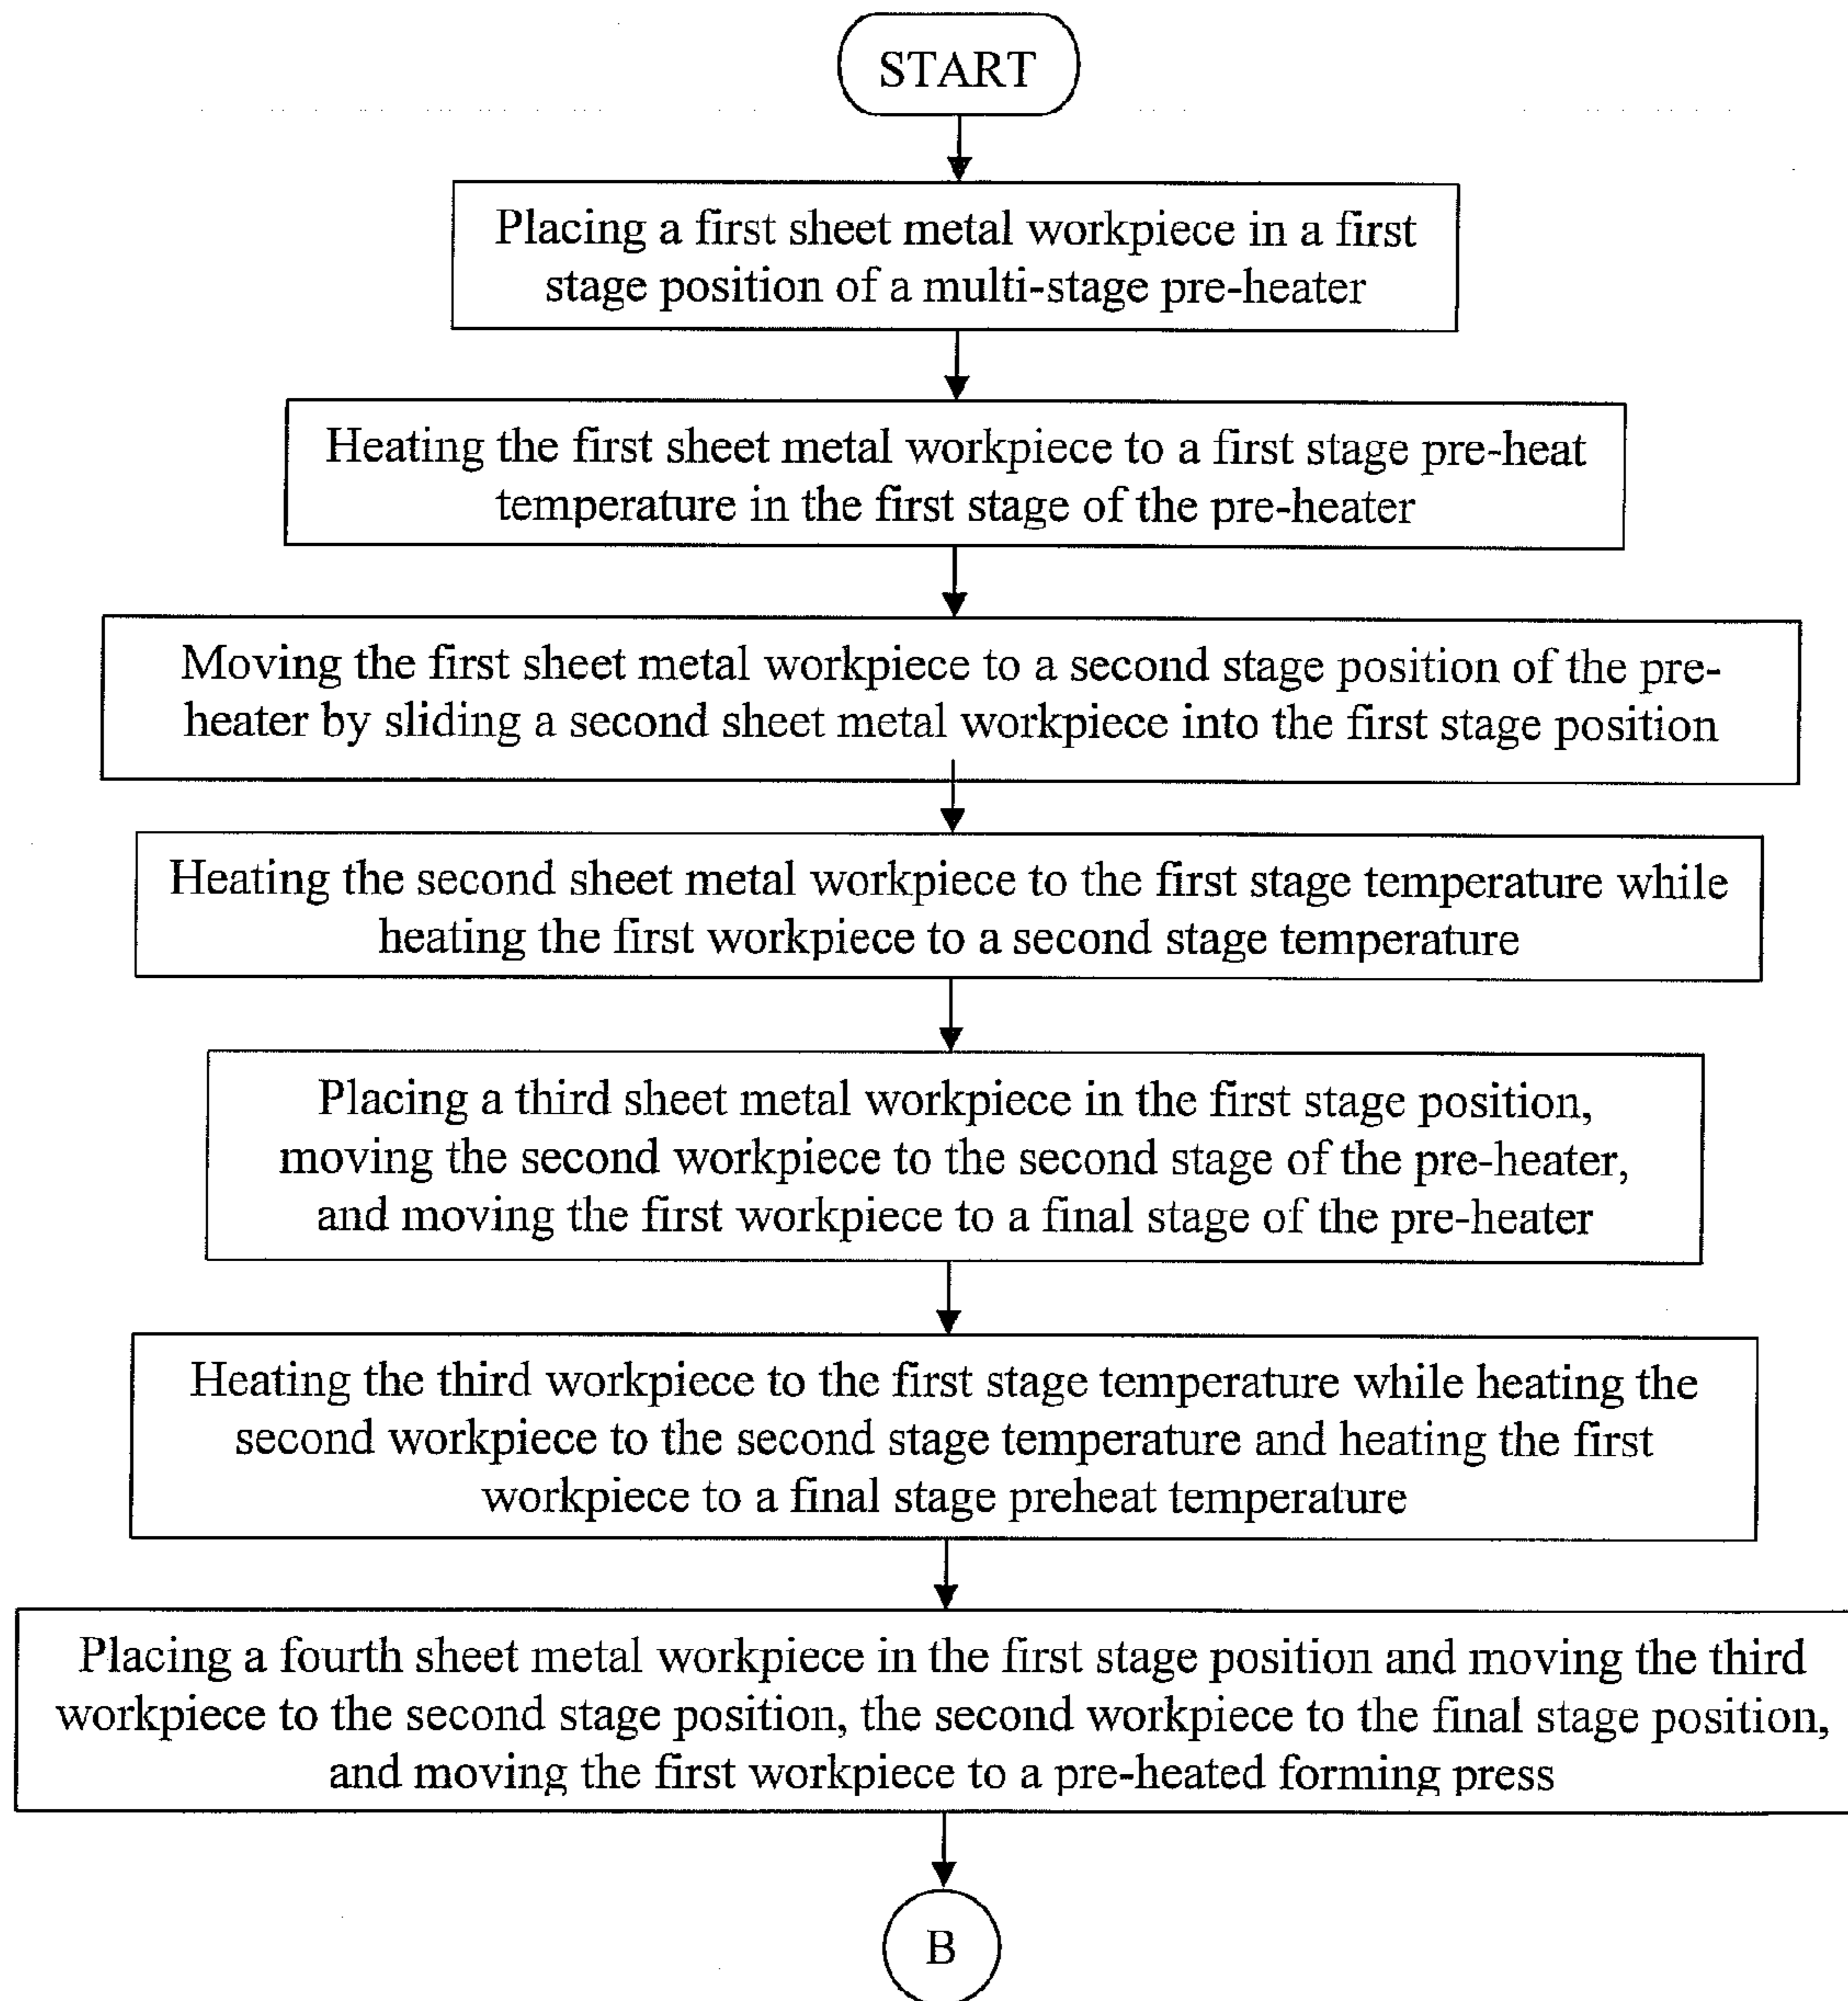 START
Placing a first sheet metal workpiece in a first
stage position of a multi-stage pre-heater
Heating the first sheet metal workpiece to a first stage pre-heat
temperature in the first stage of the pre-heater
Moving the first sheet metal workpiece to a second stage position of the pre-
heater by sliding a second sheet metal workpiece into the first stage position
Heating the second sheet metal workpiece to the first stage temperature while
heating the first workpiece to a second stage temperature
Placing a third sheet metal workpiece in the first stage position,
moving the second workpiece to the second stage of the pre-heater,
and moving the first workpiece to a final stage of the pre-heater
Heating the third workpiece to the first stage temperature while heating the
second workpiece to the second stage temperature and heating the first
workpiece to a final stage preheat temperature
Placing a fourth sheet metal workpiece in the first stage position and moving the third
workpiece to the second stage position, the second workpiece to the final stage position,
and moving the first workpiece to a pre-heated forming press
B